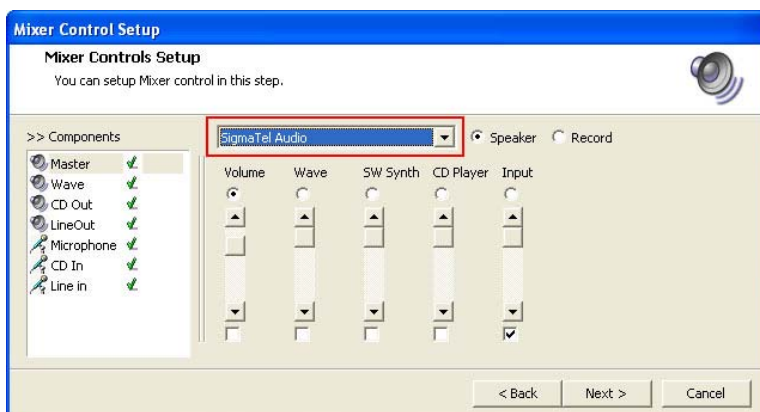 Mixer Control Setup
Mixer Controls Setup
You can setup Mixer control in this step.
>> Components
SigmaTel Audio
Speaker
Record
Master
Wave
CD Out
LineOut
Microphone
CD In
Line in
Volume Wave SW Synth CD Player Input
< Back Next > Cancel